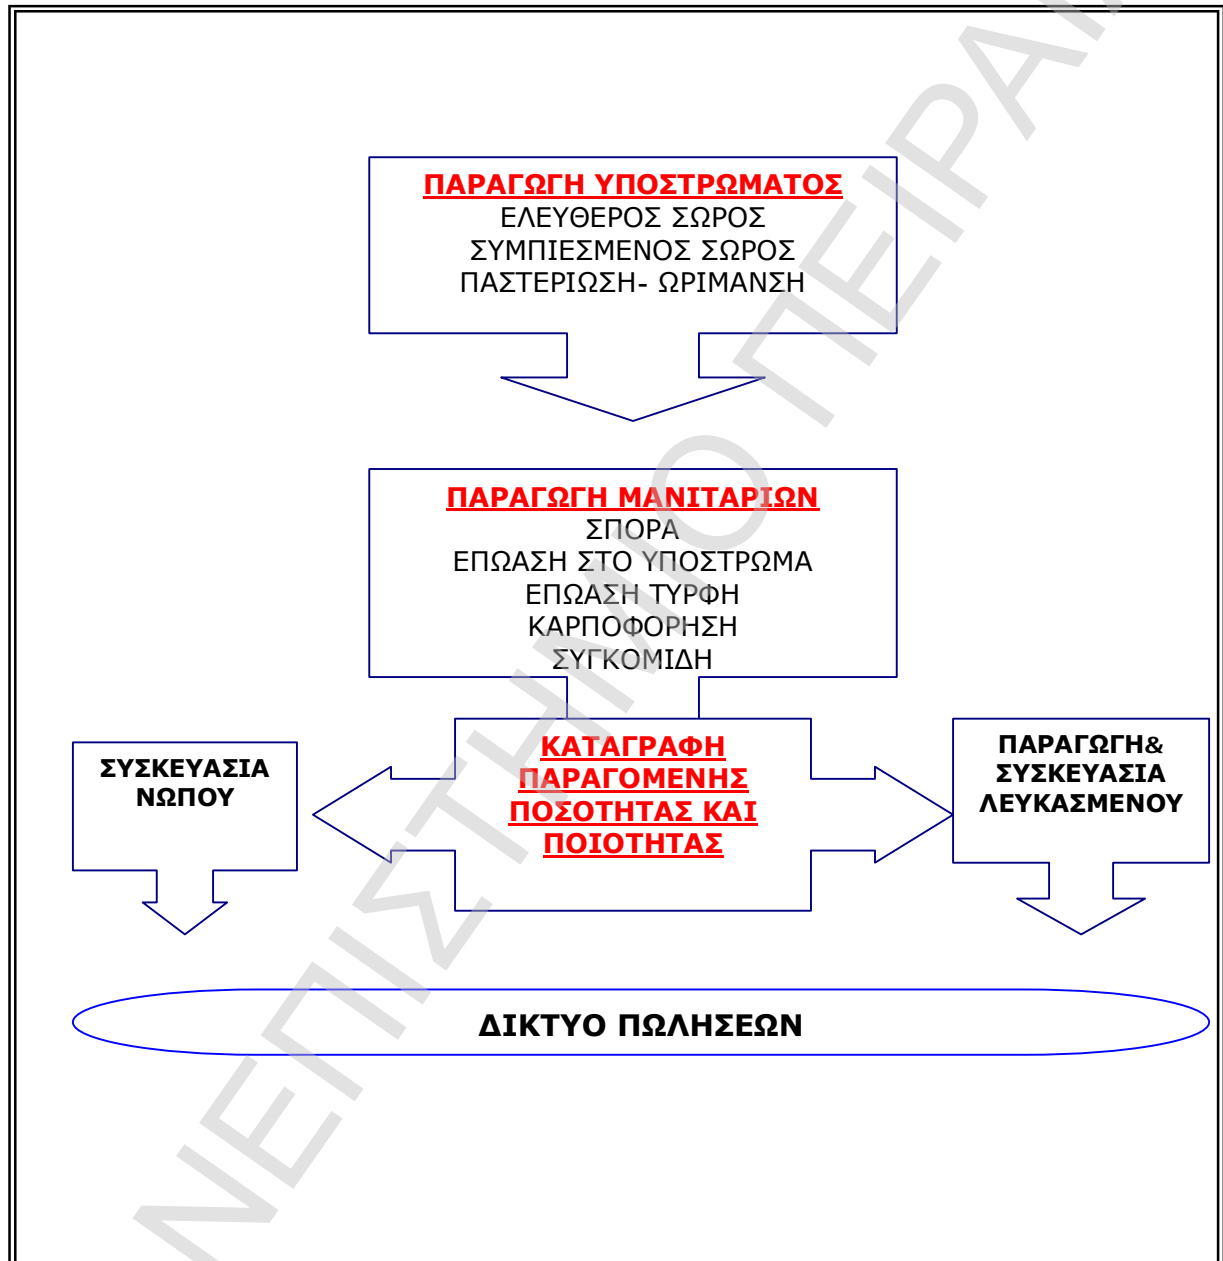 ΠΑΡΑΓΩΓΗ ΥΠΟΣΤΡΩΜΑΤΟΣ
ΕΛΕΥΘΕΡΟΣ ΣΩΡΟΣ
ΣΥΜΠΙΕΣΜΕΝΟΣ ΣΩΡΟΣ
ΠΑΣΤΕΡΙΩΣΗ- ΩΡΙΜΑΝΣΗ
ΠΑΡΑΓΩΓΗ ΜΑΝΙΤΑΡΙΩΝ
ΣΠΟΡΑ
ΕΠΩΑΣΗ ΣΤΟ ΥΠΟΣΤΡΩΜΑ
ΕΠΩΑΣΗ ΤΥΡΦΗ
ΚΑΡΠΟΦΟΡΗΣΗ
ΣΥΓΚΟΜΙΔΗ
ΣΥΣΚΕΥΑΣΙΑ
ΝΩΠΟΥ
ΚΑΤΑΓΡΑΦΗ
ΠΑΡΑΓΟΜΕΝΗΣ
ΠΟΣΟΤΗΤΑΣ ΚΑΙ
ΠΟΙΟΤΗΤΑΣ
ΠΑΡΑΓΩΓΗ&
ΣΥΣΚΕΥΑΣΙΑ
ΛΕΥΚΑΣΜΕΝΟΥ
ΔΙΚΤΥΟ ΠΩΛΗΣΕΩΝ